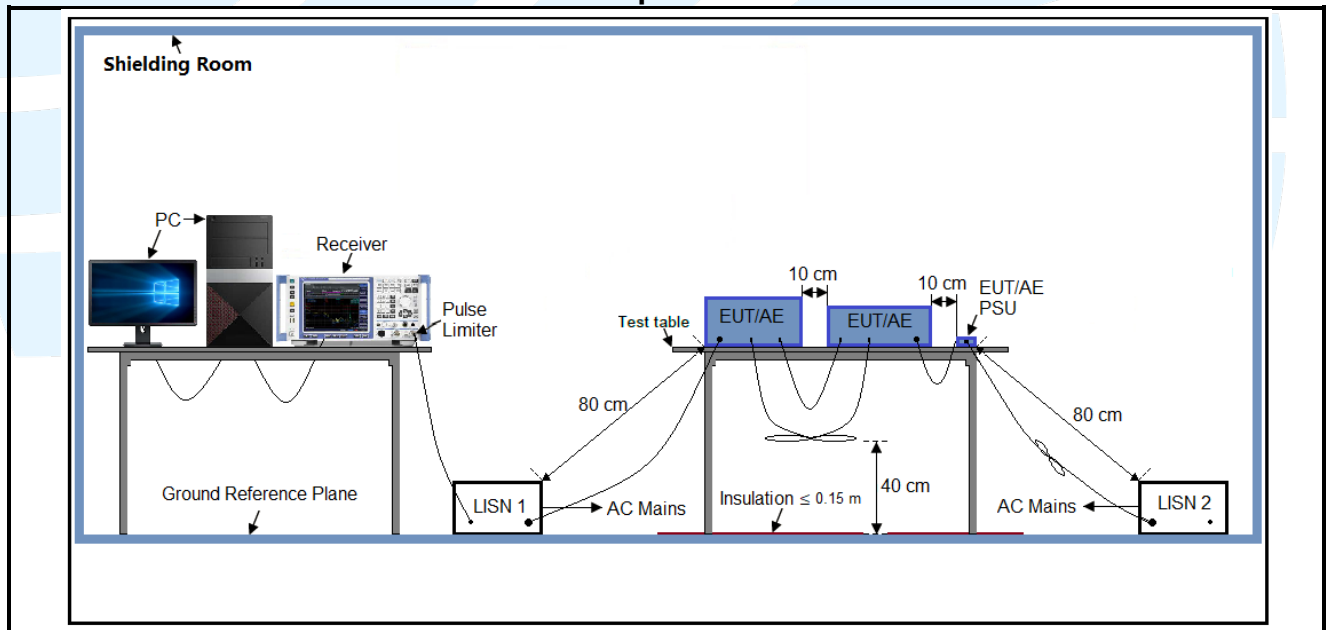 Shielding Room
PC
Receiver
Pulse
Limiter
10 cm
10 cm
EUT/AE
PSU
Test table
EUT/AE
EUT/AE
80 cm
80 cm
40 cm
Ground Reference Plane
LISN 1
AC Mains
Insulation ≤ 0.15 m
AC Mains
LISN 2